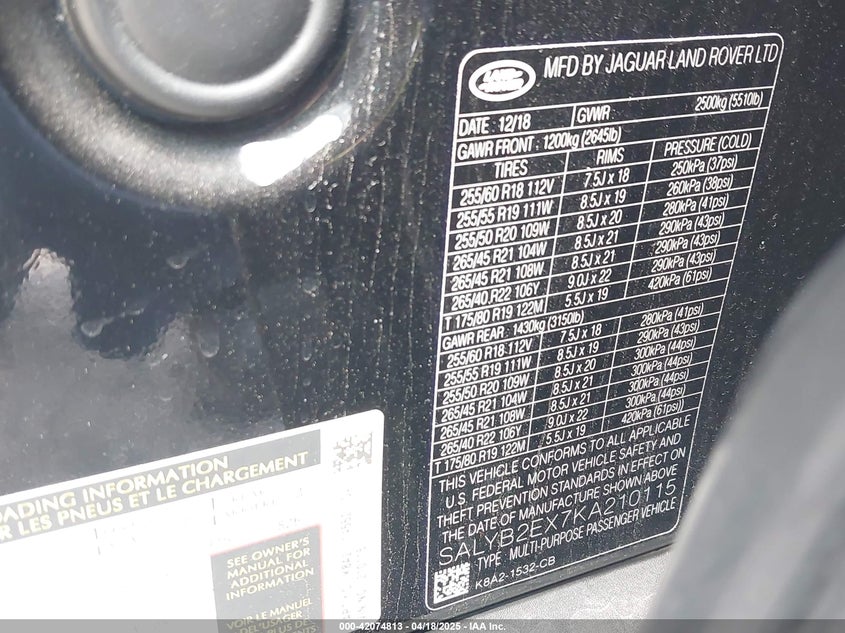 LAND ROVER
MFD BY JAGUAR LAND ROVER LTD
DATE : 12/18 GVWR 2500kg (5510lb)
GAWR FRONT : 1200kg (2645lb)
TIRES RIMS PRESSURE (COLD)
255/60 R18 112V 7.5J x 18 250kPa (37psi)
255/55 R19 111W 8.5J x 19 260kPa (38psi)
255/50 R20 109W 8.5J x 20 280kPa (41psi)
265/45 R21 104W 8.5J x 21 290kPa (43psi)
265/45 R21 108W 8.5J x 21 290kPa (43psi)
265/40 R22 106Y 9.0J x 22 290kPa (43psi)
T 175/80 R19 122M 5.5J x 19 420kPa (61psi)
GAWR REAR : 1430kg (3150lb)
255/60 R18 112V 7.5J x 18 280kPa (41psi)
255/55 R19 111W 8.5J x 19 290kPa (43psi)
255/50 R20 109W 8.5J x 20 300kPa (44psi)
265/45 R21 104W 8.5J x 21 300kPa (44psi)
265/45 R21 108W 8.5J x 21 300kPa (44psi)
265/40 R22 106Y 9.0J x 22 300kPa (44psi)
T 175/80 R19 122M 5.5J x 19 420kPa (61psi)
THIS VEHICLE CONFORMS TO ALL APPLICABLE
U.S. FEDERAL MOTOR VEHICLE SAFETY AND
THEFT PREVENTION STANDARDS IN EFFECT ON
THE DATE OF MANUFACTURE SHOWN ABOVE
SALYB2EX7KA210115
TYPE : MULTI-PURPOSE PASSENGER VEHICLE
K8A2-1532-CB
OADING INFORMATION
R LES PNEUS ET LE CHARGEMENT
SEE OWNER'S
MANUAL FOR
ADDITIONAL
INFORMATION
VOIR LE MANUEL
DE L'USAGER
000-42074813 - 04/18/2025 - IAA Inc.